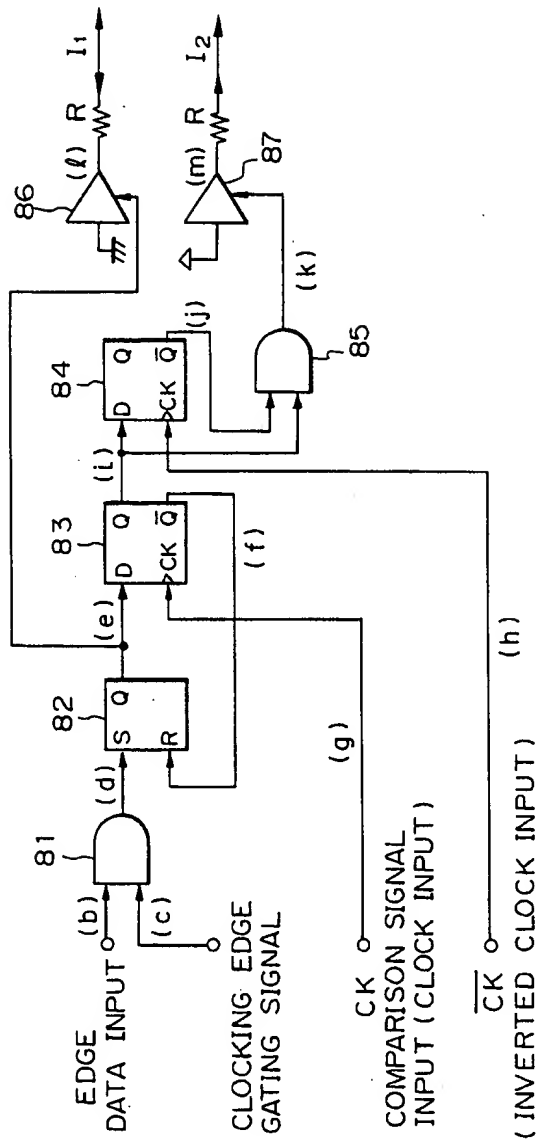 86
(ℓ)
R
I₁
(m)
R
I₂
87
84
D Q
CK Q̅
(j)
(k)
85
(i)
83
D Q
CK Q̅
(f)
(e)
82
S Q
R
(d)
81
(b)
(c)
(g)
(h)
EDGE
DATA INPUT
CLOCKING EDGE
GATING SIGNAL
CK
COMPARISON SIGNAL
INPUT (CLOCK INPUT)
C̅K̅
(INVERTED CLOCK INPUT)